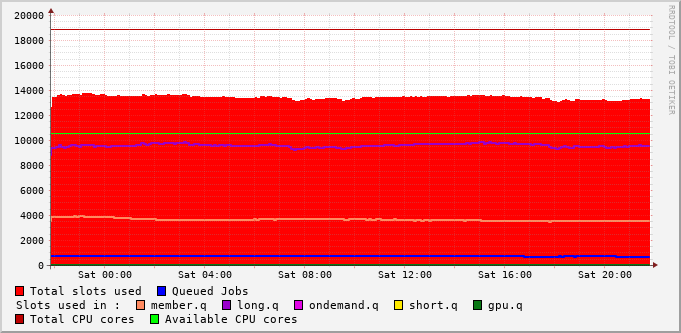 RRDTOOL / TOBI OETIKER
20000
18000
16000
14000
12000
10000
8000
6000
4000
2000
0
Sat 00:00 Sat 04:00 Sat 08:00 Sat 12:00 Sat 16:00 Sat 20:00
Total slots used Queued Jobs
Slots used in : member.q long.q ondemand.q short.q gpu.q
Total CPU cores Available CPU cores